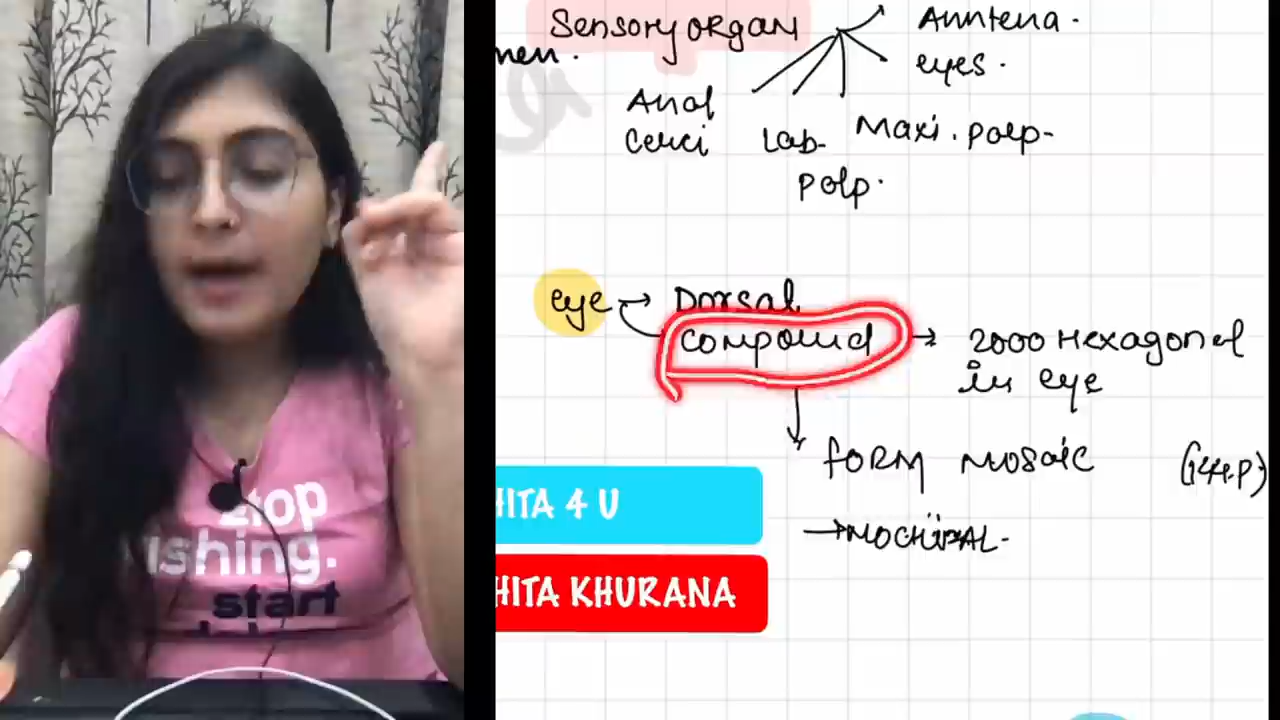 Sensory organ
Anntena.
eyes.
men.
Anal
cerci
Lab.
palp.
Maxi. palp-
eye
Dorsal
compound
2000 Hexagonal
in eye
FORM MOSAIC
HITA 4 U
HITA KHURANA
stop
wishing.
start